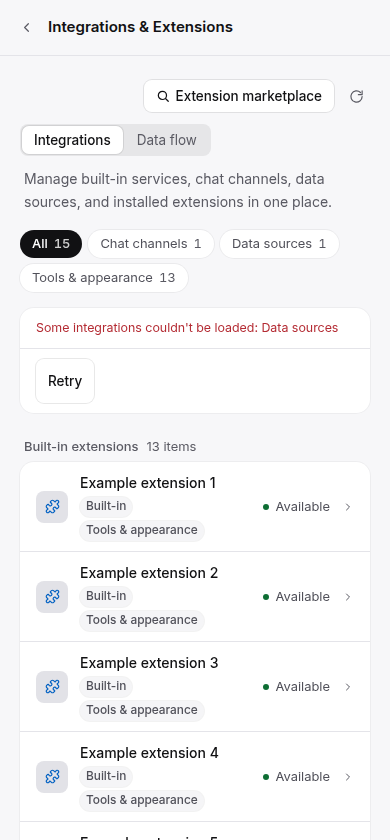 Integrations & Extensions
Extension marketplace
Integrations
Data flow
Manage built-in services, chat channels, data
sources, and installed extensions in one place.
All 15
Chat channels 1
Data sources 1
Tools & appearance 13
Some integrations couldn't be loaded: Data sources
Retry
Built-in extensions 13 items
Example extension 1
Built-in
Tools & appearance
Available
Example extension 2
Built-in
Tools & appearance
Available
Example extension 3
Built-in
Tools & appearance
Available
Example extension 4
Built-in
Tools & appearance
Available